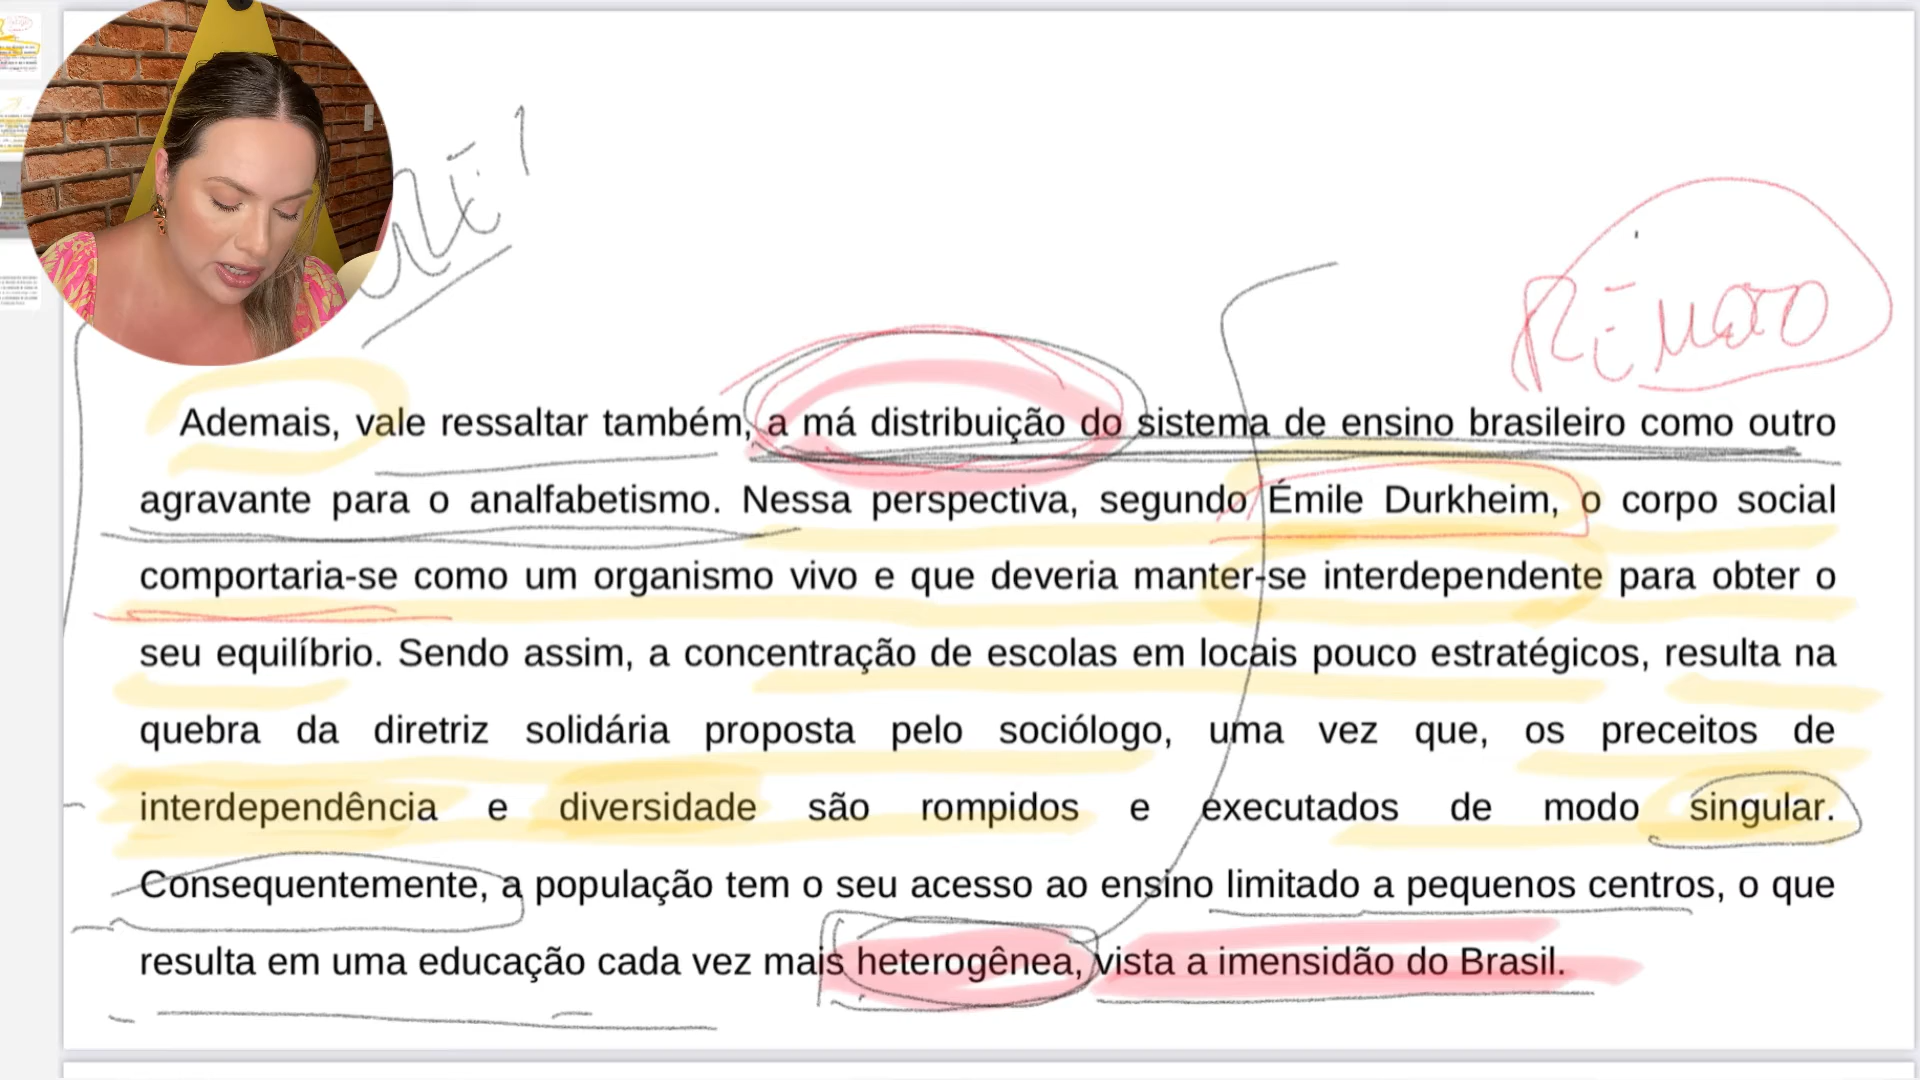 Ademais, vale ressaltar também, a má distribuição do sistema de ensino brasileiro como outro
agravante para o analfabetismo. Nessa perspectiva, segundo Émile Durkheim, o corpo social
comportaria-se como um organismo vivo e que deveria manter-se interdependente para obter o
seu equilíbrio. Sendo assim, a concentração de escolas em locais pouco estratégicos, resulta na
quebra da diretriz solidária proposta pelo sociólogo, uma vez que, os preceitos de
interdependência e diversidade são rompidos e executados de modo singular.
Consequentemente, a população tem o seu acesso ao ensino limitado a pequenos centros, o que
resulta em uma educação cada vez mais heterogênea, vista a imensidão do Brasil.